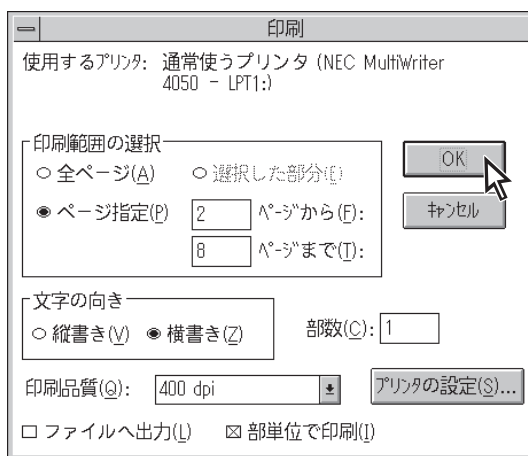 印刷
使用するﾌﾟﾘﾝﾀ: 通常使うプリンタ (NEC MultiWriter
4050 - LPT1:)
印刷範囲の選択
全ページ(A) 選択した部分(E)
ページ指定(P) 2 ﾍﾟｰｼﾞから(F):
8 ﾍﾟｰｼﾞまで(T):
OK
ｷｬﾝｾﾙ
文字の向き
縦書き(V) 横書き(Z)
部数(C): 1
印刷品質(Q): 400 dpi
ﾌﾟﾘﾝﾀの設定(S)...
ファイルへ出力(L) 部単位で印刷(I)